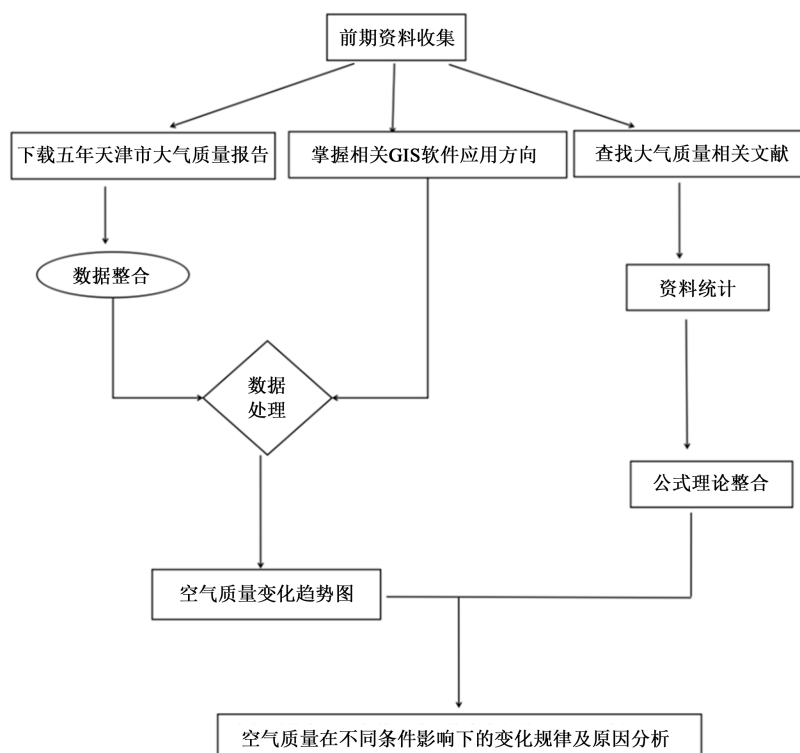 前期资料收集
下载五年天津市大气质量报告
掌握相关GIS软件应用方向
查找大气质量相关文献
数据整合
资料统计
数据
处理
公式理论整合
空气质量变化趋势图
空气质量在不同条件影响下的变化规律及原因分析